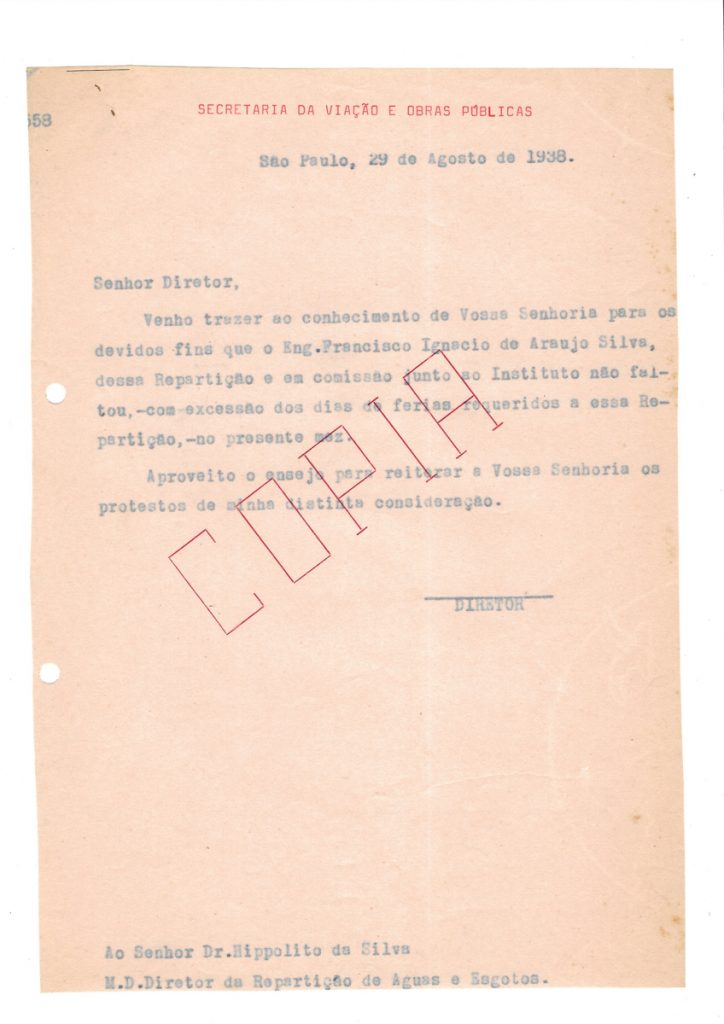 SECRETARIA DA VIAÇÃO E OBRAS PÚBLICAS
558
São Paulo, 29 de Agosto de 1938.
Senhor Diretor,
Venho trazer ao conhecimento de Vossa Senhoria para os
devidos fins que o Eng.Francisco Ignacio de Araujo Silva,
dessa Repartição e em comissão junto ao Instituto não fal-
tou,-com excessão dos dias de ferias requeridos a essa Re-
partição,-no presente mez.
Aproveito o ensejo para reiterar a Vossa Senhoria os
protestos de minha distinta consideração.
COPIA
DIRETOR
Ao Senhor Dr.Hippolito da Silva
M.D.Diretor da Repartição de Aguas e Esgotos.